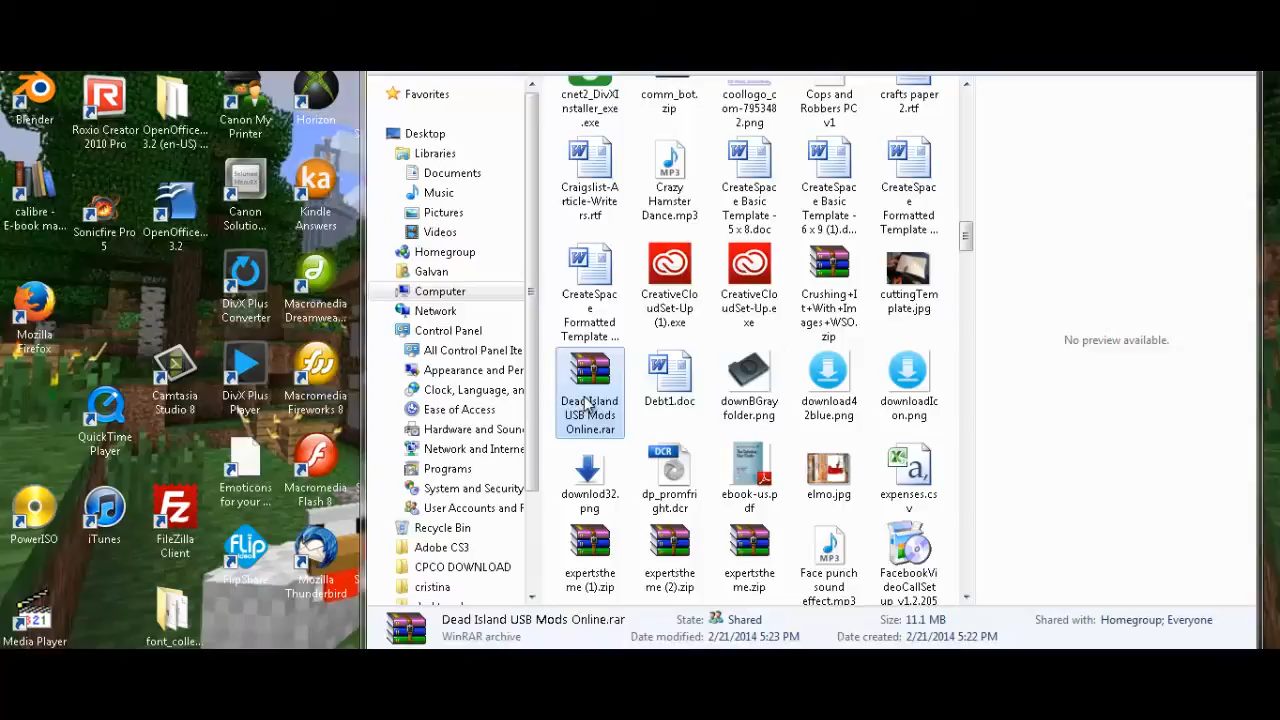 Blender
Roxio Creator
2010 Pro
OpenOffice...
3.2 (en-US) ...
Canon My
Printer
Horizon
calibre -
E-book ma...
Sonicfire Pro
5
OpenOffice...
3.2
Canon
Solutio...
Kindle
Answers
Mozilla
Firefox
DivX Plus
Converter
Macromedia
Dreamwea...
QuickTime
Player
Camtasia
Studio 8
DivX Plus
Player
Macromedia
Fireworks 8
PowerISO
iTunes
FileZilla
Client
Emoticons
for your ...
Macromedia
Flash 8
FlipShare
Mozilla
Thunderbird
Media Player
font_colle...
Favorites
Desktop
Libraries
Documents
Music
Pictures
Videos
Homegroup
Galvan
Computer
Network
Control Panel
All Control Panel Ite
Appearance and Per
Clock, Language, an
Ease of Access
Hardware and Soun
Network and Interne
Programs
System and Security
User Accounts and F
Recycle Bin
Adobe CS3
CPCO DOWNLOAD
cristina
cnet2_DivXI
nstaller_exe
.exe
comm_bot.
zip
coollogo_c
om-795348
2.png
Cops and
Robbers PC
v1
crafts paper
2.rtf
Craigslist-A
rticle-Write
rs.rtf
Crazy
Hamster
Dance.mp3
CreateSpac
e Basic
Template -
5 x 8.doc
CreateSpac
e Basic
Template -
6 x 9 (1).d...
CreateSpac
e
Formatted
Template ...
CreateSpac
e
Formatted
Template ...
CreativeClo
udSet-Up
(1).exe
CreativeClo
udSet-Up.e
xe
Crushing+I
t+With+Im
ages+WSO.
zip
cuttingTem
plate.jpg
Dead Island
USB Mods
Online.rar
Debt1.doc
downBGray
folder.png
download4
2blue.png
downloadIc
on.png
downlod32.
png
DCR
dp_promfr
ight.dcr
ebook-us.p
df
elmo.jpg
expenses.cs
v
expertsthe
me (1).zip
expertsthe
me (2).zip
expertsthe
me.zip
Face punch
sound
effect.mp3
FacebookVi
deoCallSet
up_v1.2.205
No preview available.
Dead Island USB Mods Online.rar
WinRAR archive
State: Shared
Date modified: 2/21/2014 5:23 PM
Size: 11.1 MB
Date created: 2/21/2014 5:22 PM
Shared with: Homegroup; Everyone